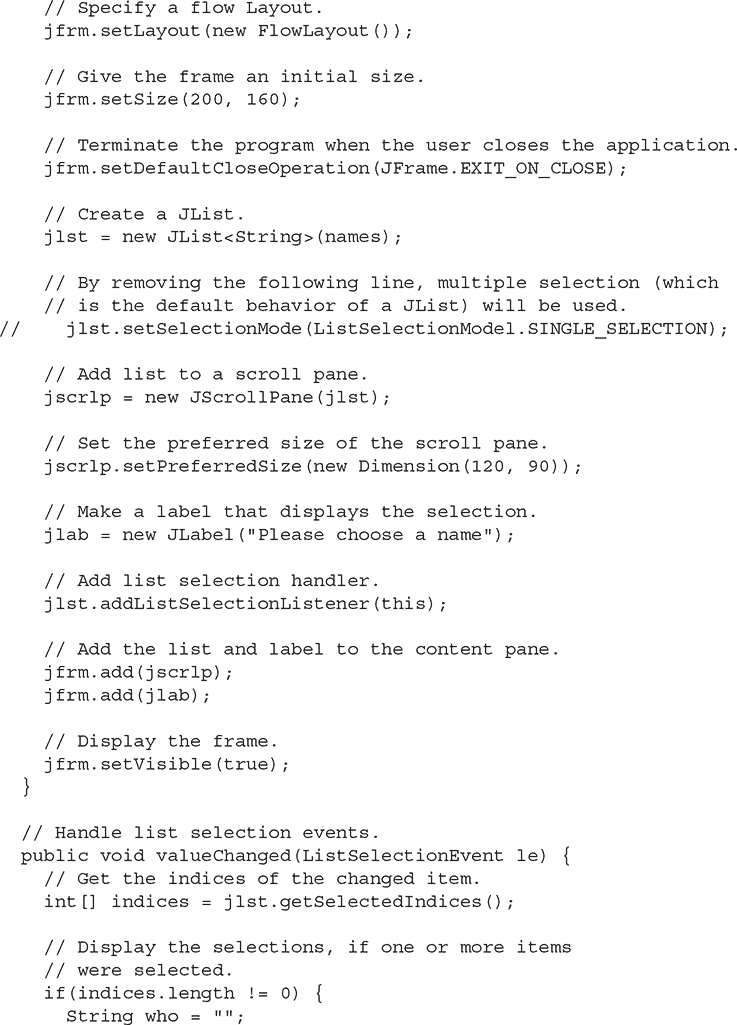 // Specify a flow Layout.
    jfrm.setLayout(new FlowLayout());

    // Give the frame an initial size.
    jfrm.setSize(200, 160);

    // Terminate the program when the user closes the application.
    jfrm.setDefaultCloseOperation(JFrame.EXIT_ON_CLOSE);

    // Create a JList.
    jlst = new JList<String>(names);

    // By removing the following line, multiple selection (which
    // is the default behavior of a JList) will be used.
//    jlst.setSelectionMode(ListSelectionModel.SINGLE_SELECTION);

    // Add list to a scroll pane.
    jscrlp = new JScrollPane(jlst);

    // Set the preferred size of the scroll pane.
    jscrlp.setPreferredSize(new Dimension(120, 90));

    // Make a label that displays the selection.
    jlab = new JLabel("Please choose a name");

    // Add list selection handler.
    jlst.addListSelectionListener(this);

    // Add the list and label to the content pane.
    jfrm.add(jscrlp);
    jfrm.add(jlab);

    // Display the frame.
    jfrm.setVisible(true);
  }

  // Handle list selection events.
  public void valueChanged(ListSelectionEvent le) {
    // Get the indices of the changed item.
    int[] indices = jlst.getSelectedIndices();

    // Display the selections, if one or more items
    // were selected.
    if(indices.length != 0) {
      String who = "";